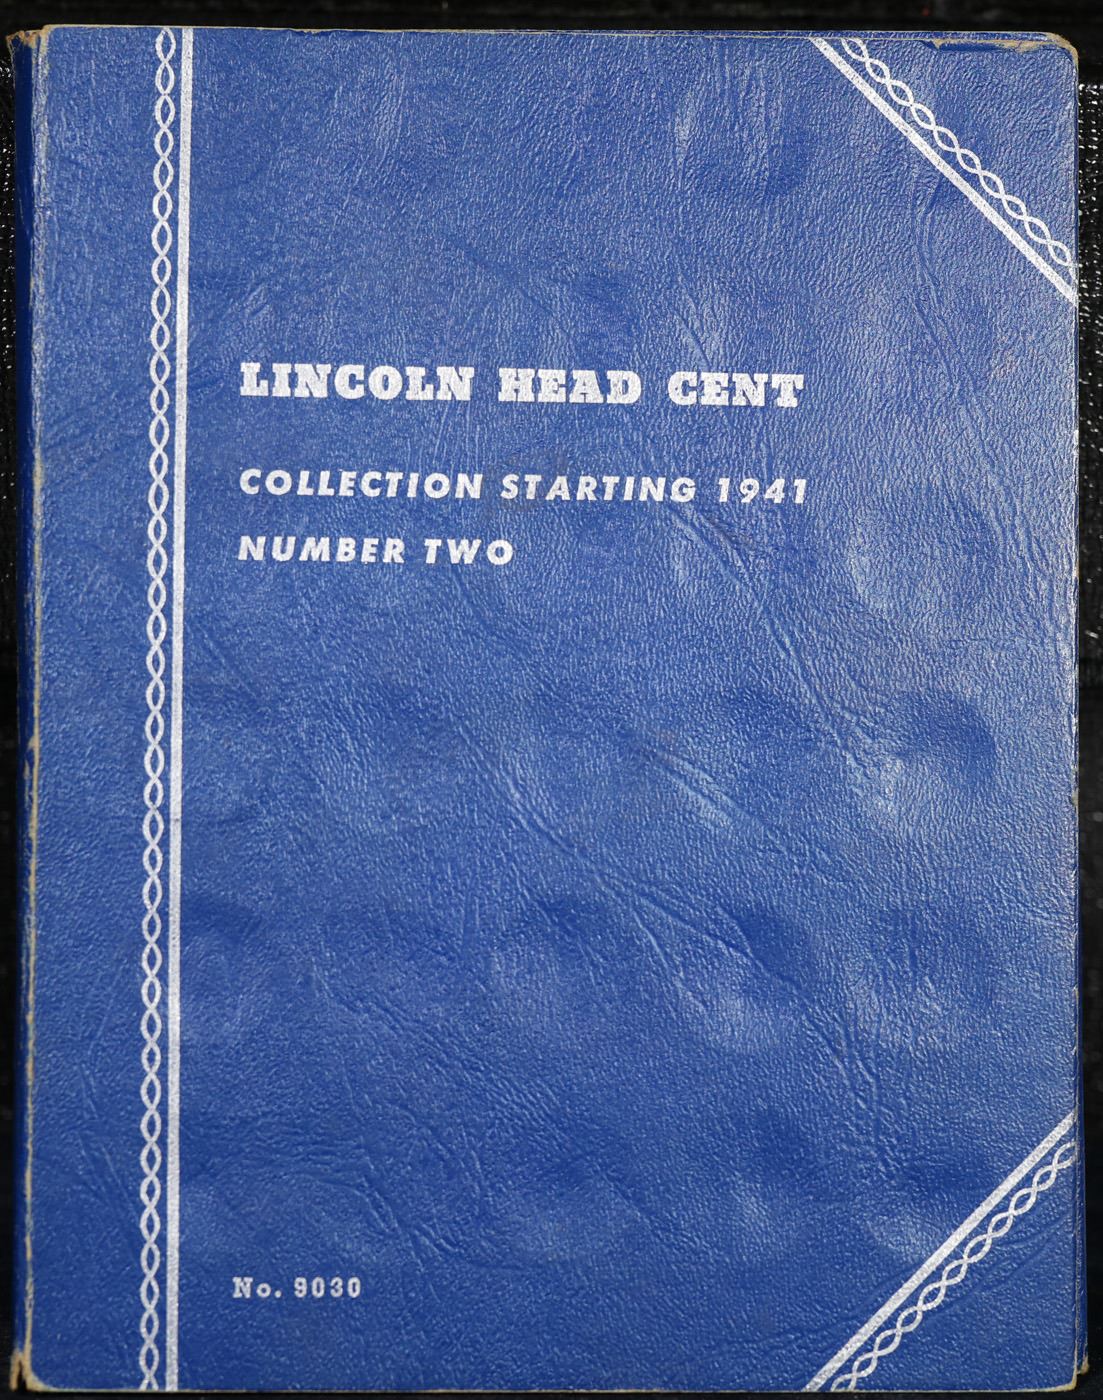 LINCOLN HEAD CENT
COLLECTION STARTING 1941
NUMBER TWO
No. 9030